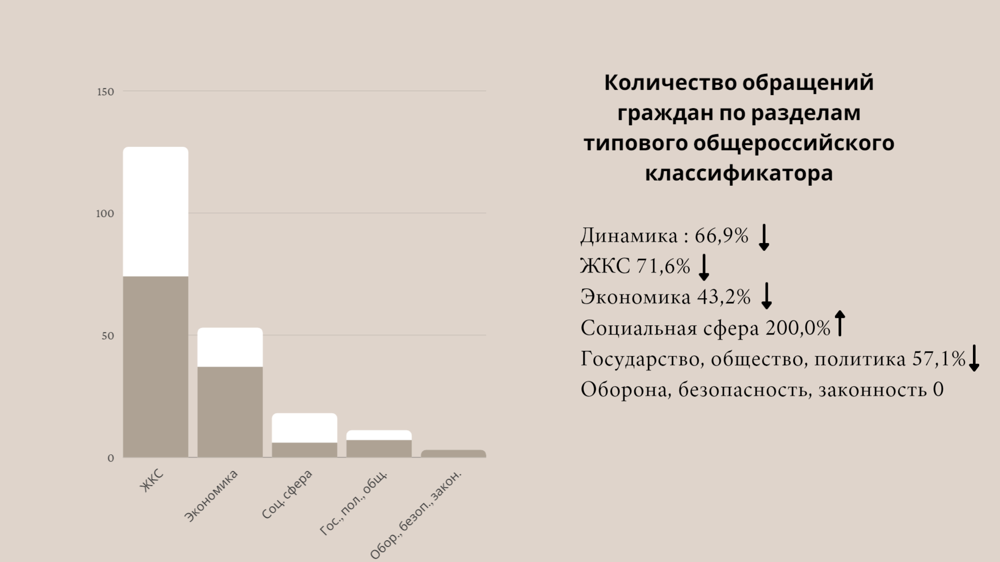 150
100
50
0
ЖКС
Экономика
Соц. сфера
Гос., пол., общ.
Обор., безоп., закон.
Количество обращений
граждан по разделам
типового общероссийского
классификатора
Динамика : 66,9%
ЖКС 71,6%
Экономика 43,2%
Социальная сфера 200,0%
Государство, общество, политика 57,1%
Оборона, безопасность, законность 0